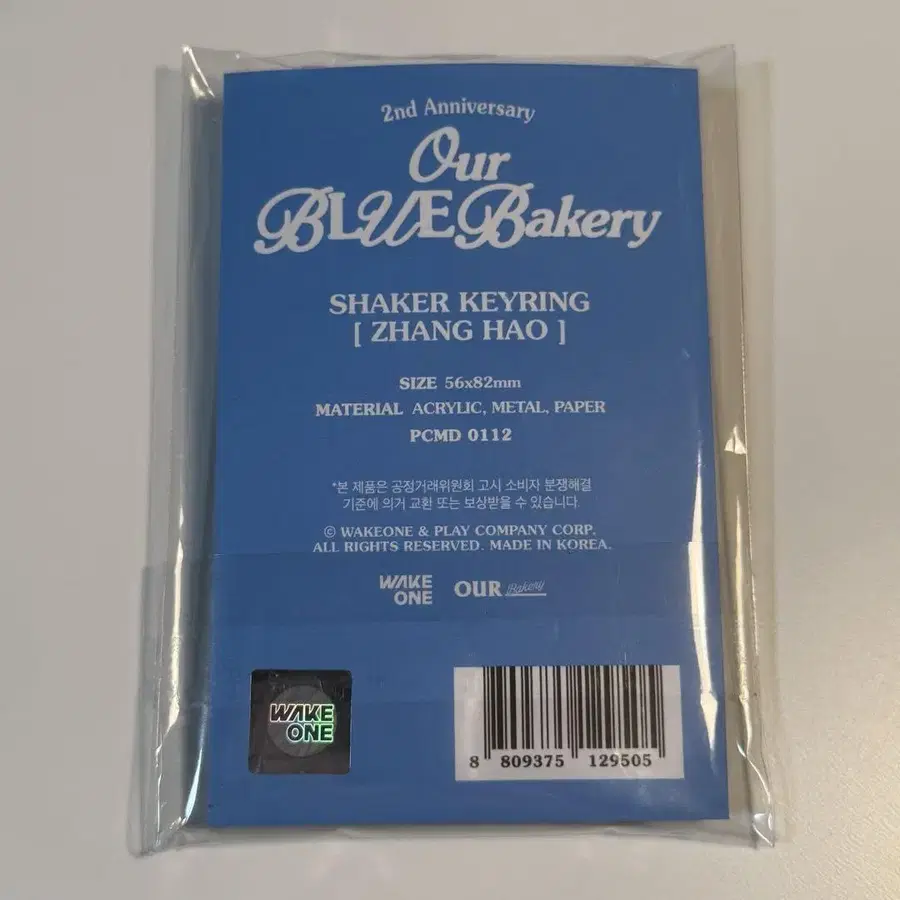 2nd Anniversary
Our
BLUE Bakery
SHAKER KEYRING
[ ZHANG HAO ]
SIZE 56x82mm
MATERIAL ACRYLIC, METAL, PAPER
PCMD 0112
*본 제품은 공정거래위원회 고시 소비자 분쟁해결
기준에 의거 교환 또는 보상받을 수 있습니다.
© WAKEONE & PLAY COMPANY CORP.
ALL RIGHTS RESERVED. MADE IN KOREA.
WAKE
ONE
OUR Bakery
WAKE
ONE
8 809375 129505